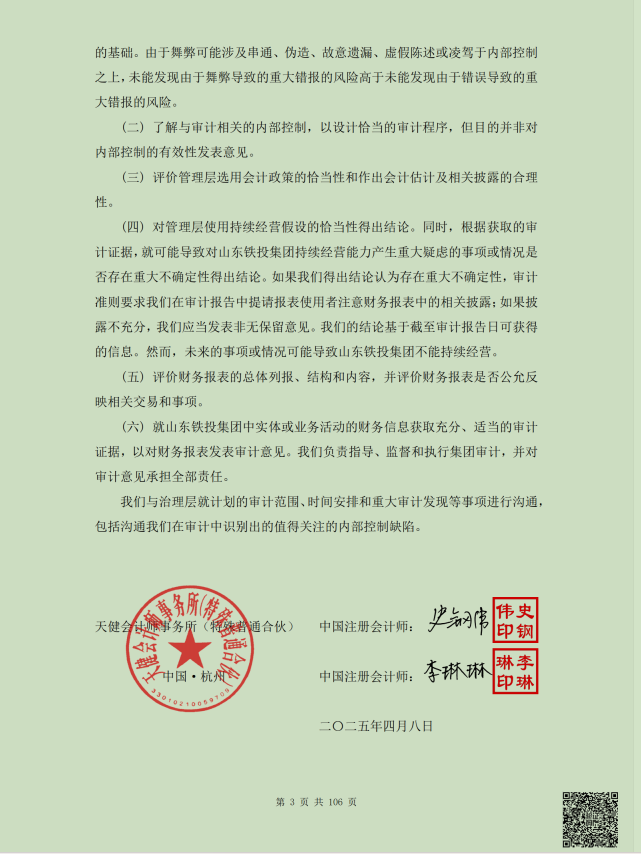 的基础。由于舞弊可能涉及串通、伪造、故意遗漏、虚假陈述或凌驾于内部控制
之上，未能发现由于舞弊导致的重大错报的风险高于未能发现由于错误导致的重
大错报的风险。
(二) 了解与审计相关的内部控制，以设计恰当的审计程序，但目的并非对
内部控制的有效性发表意见。
(三) 评价管理层选用会计政策的恰当性和作出会计估计及相关披露的合理
性。
(四) 对管理层使用持续经营假设的恰当性得出结论。同时，根据获取的审
计证据，就可能导致对山东铁投集团持续经营能力产生重大疑虑的事项或情况是
否存在重大不确定性得出结论。如果我们得出结论认为存在重大不确定性，审计
准则要求我们在审计报告中提请报表使用者注意财务报表中的相关披露；如果披
露不充分，我们应当发表非无保留意见。我们的结论基于截至审计报告日可获得
的信息。然而，未来的事项或情况可能导致山东铁投集团不能持续经营。
(五) 评价财务报表的总体列报、结构和内容，并评价财务报表是否公允反
映相关交易和事项。
(六) 就山东铁投集团中实体或业务活动的财务信息获取充分、适当的审计
证据，以对财务报表发表审计意见。我们负责指导、监督和执行集团审计，并对
审计意见承担全部责任。
我们与治理层就计划的审计范围、时间安排和重大审计发现等事项进行沟通，
包括沟通我们在审计中识别出的值得关注的内部控制缺陷。
天健会计师事务所（特殊普通合伙）
天健会计师事务所(特殊普通合伙)
中国·杭州
中国注册会计师：
史钢伟
史钢伟印
中国注册会计师：
李琳琳
李琳琳印
二〇二五年四月八日
第 3 页 共 106 页